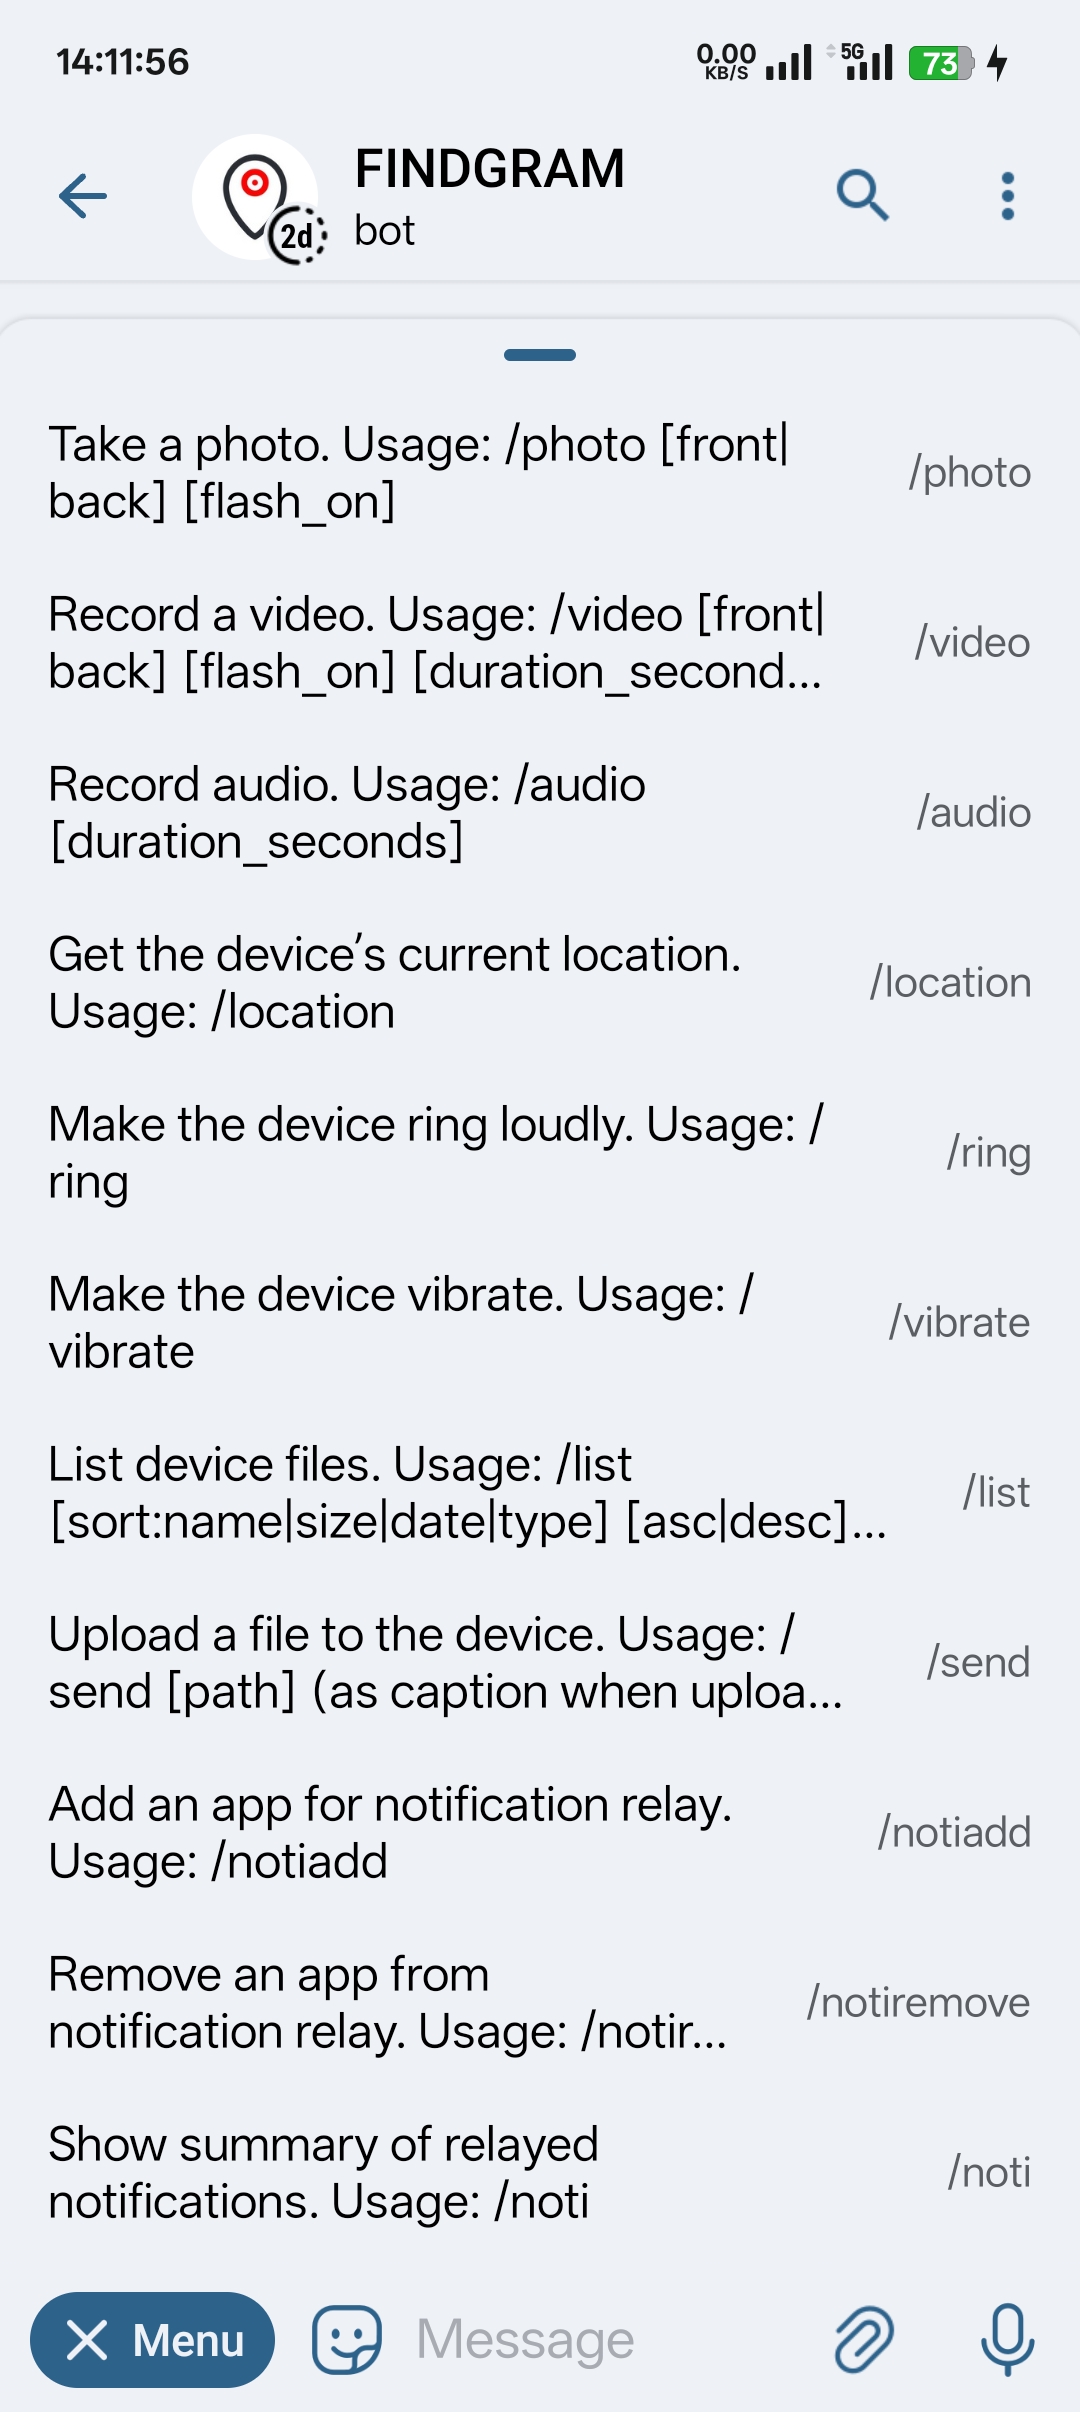 14:11:56
0.00
KB/S
5G
73
FINDGRAM
2d
bot
Take a photo. Usage: /photo [front|
back] [flash_on]
/photo
Record a video. Usage: /video [front|
back] [flash_on] [duration_second...
/video
Record audio. Usage: /audio
[duration_seconds]
/audio
Get the device’s current location.
Usage: /location
/location
Make the device ring loudly. Usage: /
ring
/ring
Make the device vibrate. Usage: /
vibrate
/vibrate
List device files. Usage: /list
[sort:name|size|date|type] [asc|desc]...
/list
Upload a file to the device. Usage: /
send [path] (as caption when uploa...
/send
Add an app for notification relay.
Usage: /notiadd
/notiadd
Remove an app from
notification relay. Usage: /notir...
/notiremove
Show summary of relayed
notifications. Usage: /noti
/noti
Menu
Message